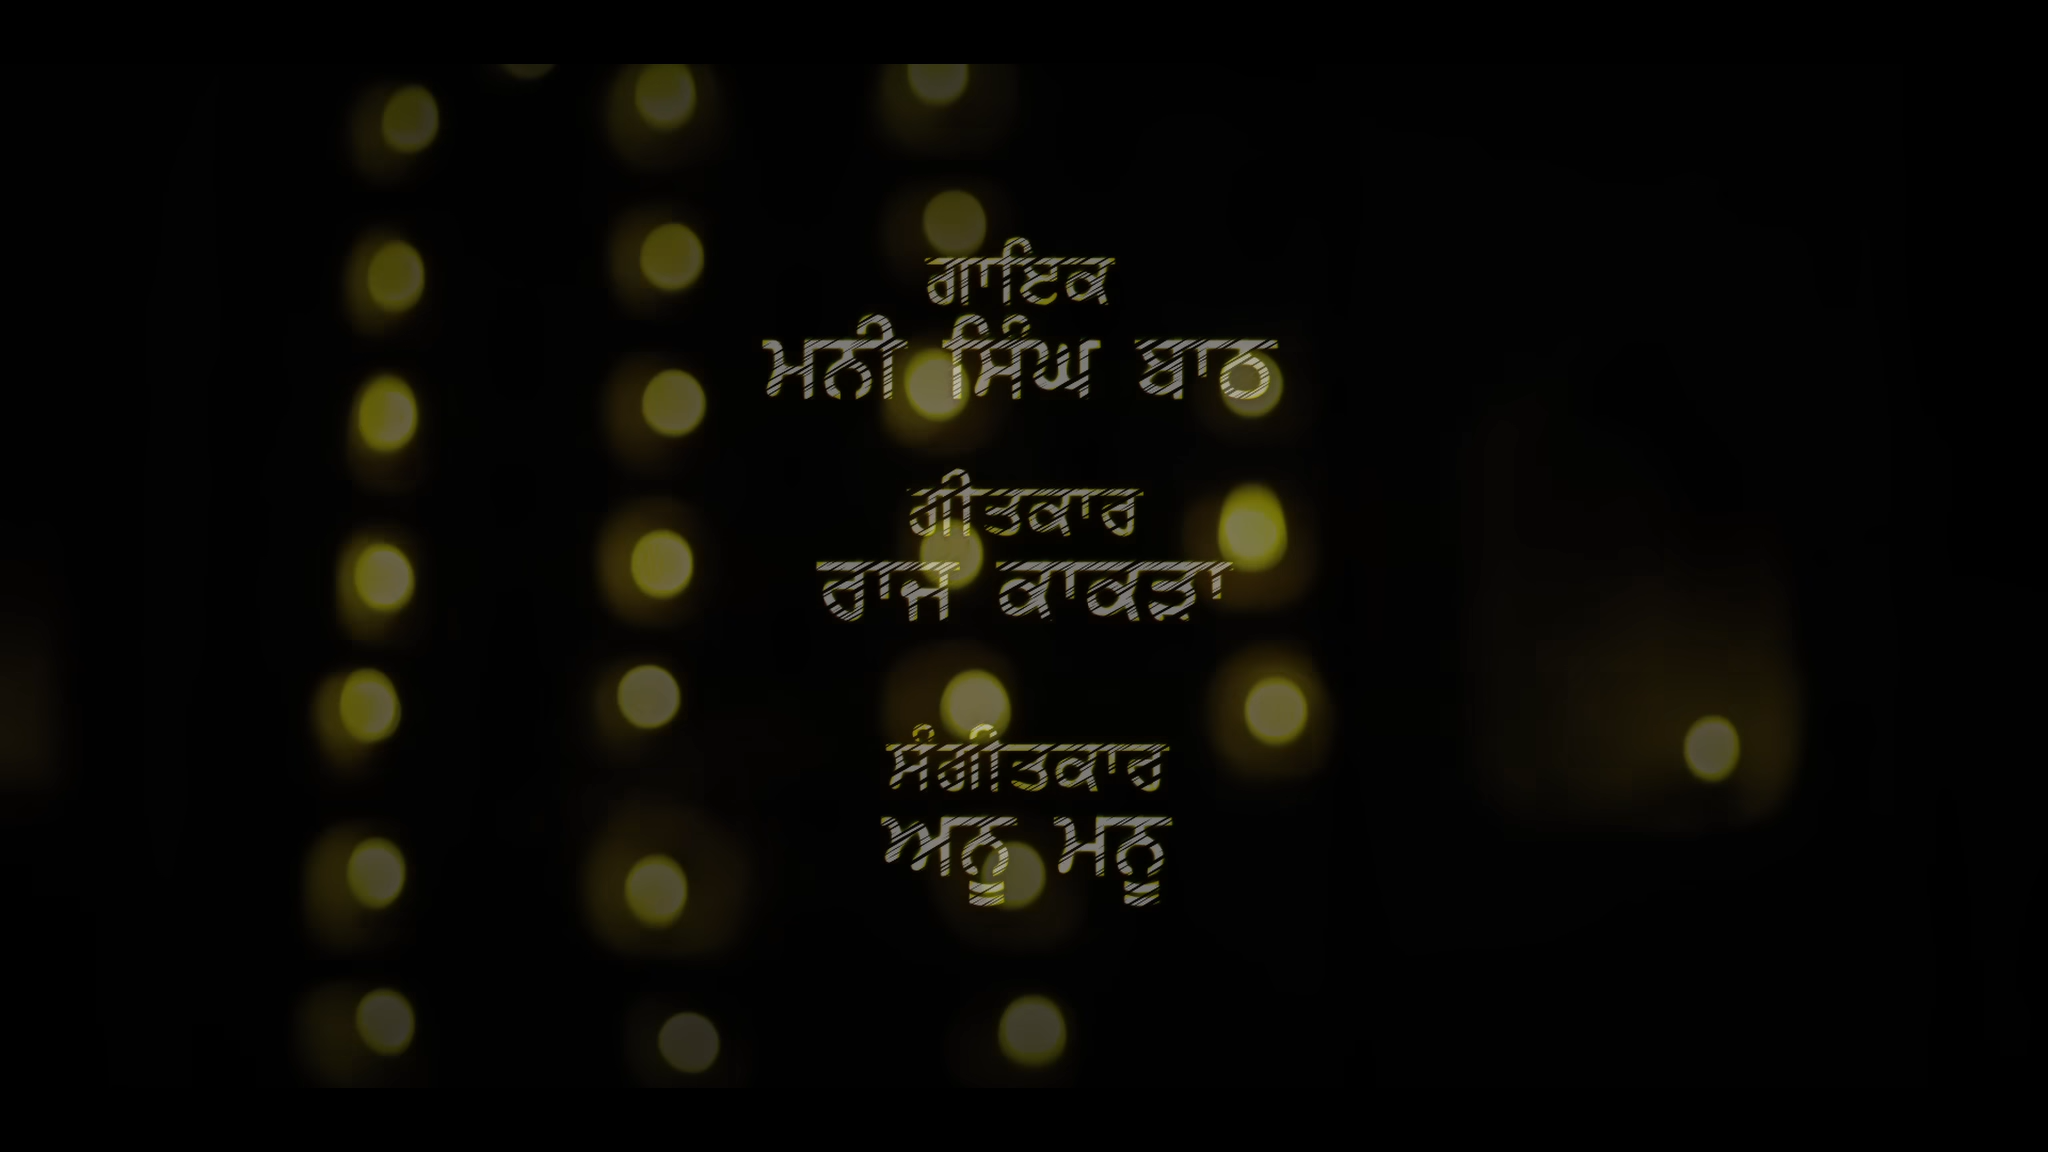 ਗਾਇਕ
ਮਨੀ ਸਿੰਘ ਬਾਠ
ਗੀਤਕਾਰ
ਰਾਜ ਕਾਕੜਾ
ਸੰਗੀਤਕਾਰ
ਅਨੂ ਮਨੂ